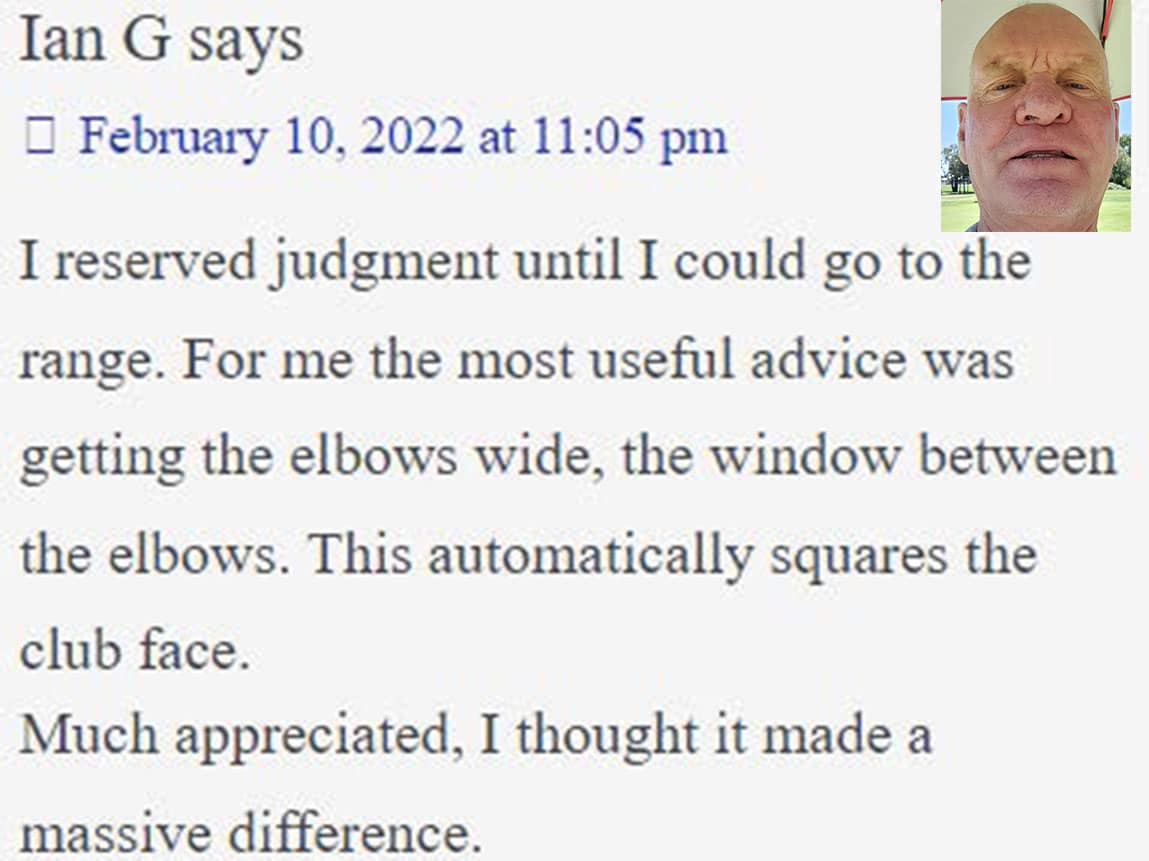 Ian G says
February 10, 2022 at 11:05 pm
I reserved judgment until I could go to the
range. For me the most useful advice was
getting the elbows wide, the window between
the elbows. This automatically squares the
club face.
Much appreciated, I thought it made a
massive difference.